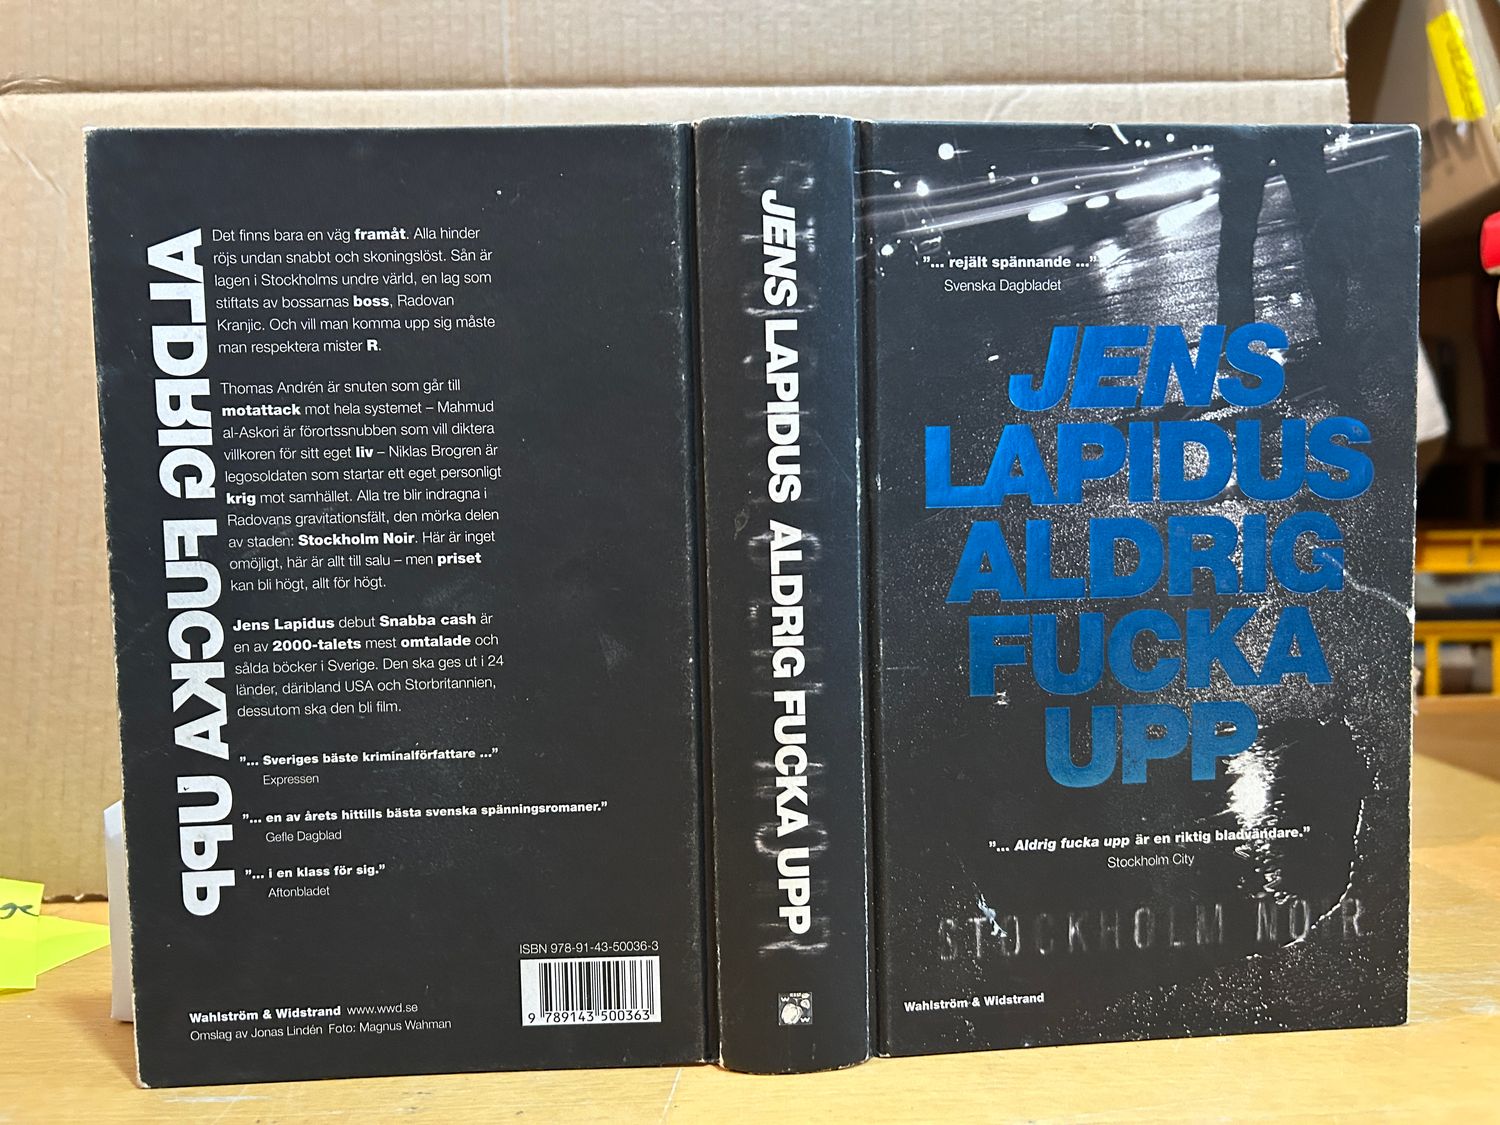 ALDRIG FUCKA UPP
Det finns bara en väg framåt. Alla hinder
röjs undan snabbt och skoningslöst. Sån är
lagen i Stockholms undre värld, en lag som
stiftats av bossarnas boss, Radovan
Kranjic. Och vill man komma upp sig måste
man respektera mister R.
Thomas Andrén är snuten som går till
motattack mot hela systemet – Mahmud
al-Askori är förortssnubben som vill diktera
villkoren för sitt eget liv – Niklas Brogren är
legosoldaten som startar ett eget personligt
krig mot samhället. Alla tre blir indragna i
Radovans gravitationsfält, den mörka delen
av staden: Stockholm Noir. Här är inget
omöjligt, här är allt till salu – men priset
kan bli högt, allt för högt.
Jens Lapidus debut Snabba cash är
en av 2000-talets mest omtalade och
sålda böcker i Sverige. Den ska ges ut i 24
länder, däribland USA och Storbritannien,
dessutom ska den bli film.
”... Sveriges bäste kriminalförfattare ...”
Expressen
”... en av årets hittills bästa svenska spänningsromaner.”
Gefle Dagblad
”... i en klass för sig.”
Aftonbladet
ISBN 978-91-43-50036-3
9 789143 500363
Wahlström & Widstrand www.wwd.se
Omslag av Jonas Lindén Foto: Magnus Wahman
JENS LAPIDUS ALDRIG FUCKA UPP
”... rejält spännande ...”
Svenska Dagbladet
JENS
LAPIDUS
ALDRIG
FUCKA
UPP
”... Aldrig fucka upp är en riktig bladvändare.”
Stockholm City
STOCKHOLM NOIR
Wahlström & Widstrand